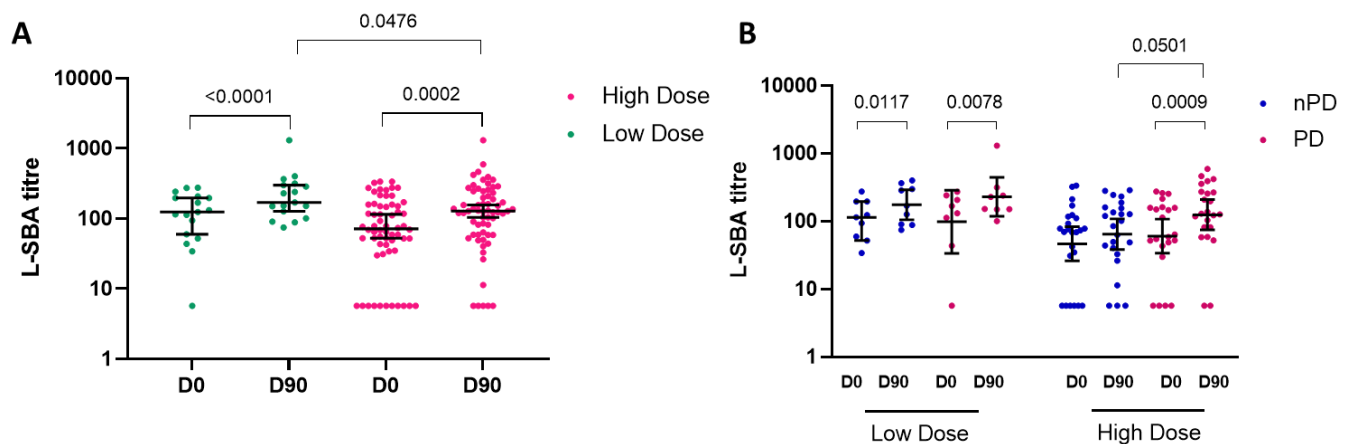 A
0.0476
<0.0001
0.0002
High Dose
Low Dose
L-SBA titre
10000
1000
100
10
1
D0 D90 D0 D90
B
0.0501
0.0117 0.0078 0.0009
nPD
PD
L-SBA titre
10000
1000
100
10
1
D0 D90 D0 D90 D0 D90 D0 D90
Low Dose High Dose